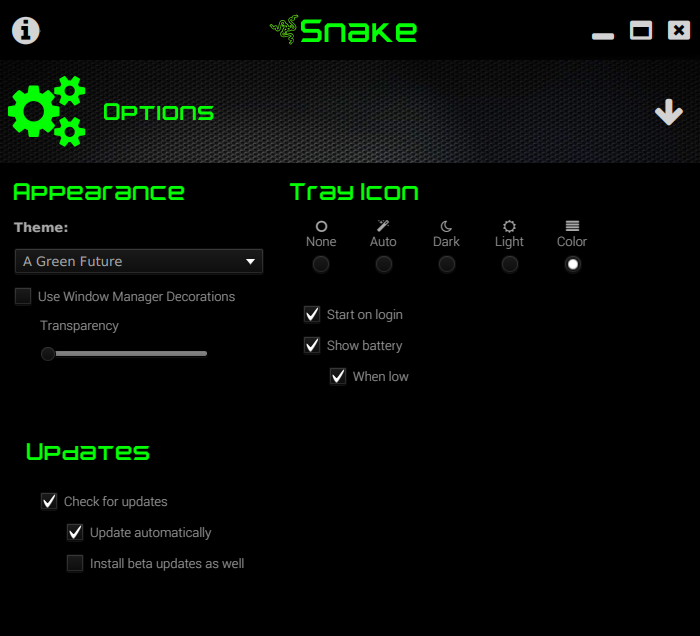 Snake
Options
Appearance
Theme:
A Green Future
Use Window Manager Decorations
Transparency
Tray Icon
None Auto Dark Light Color
Start on login
Show battery
When low
Updates
Check for updates
Update automatically
Install beta updates as well